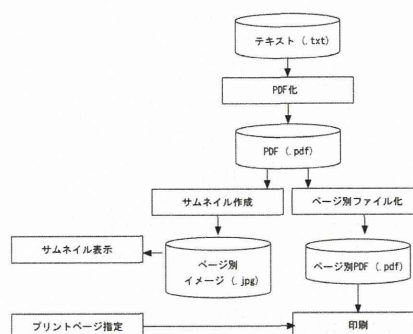 テキスト (.txt)
PDF化
PDF (.pdf)
サムネイル作成
ページ別ファイル化
サムネイル表示
ページ別
イメージ (.jpg)
ページ別PDF (.pdf)
プリントページ指定
印刷